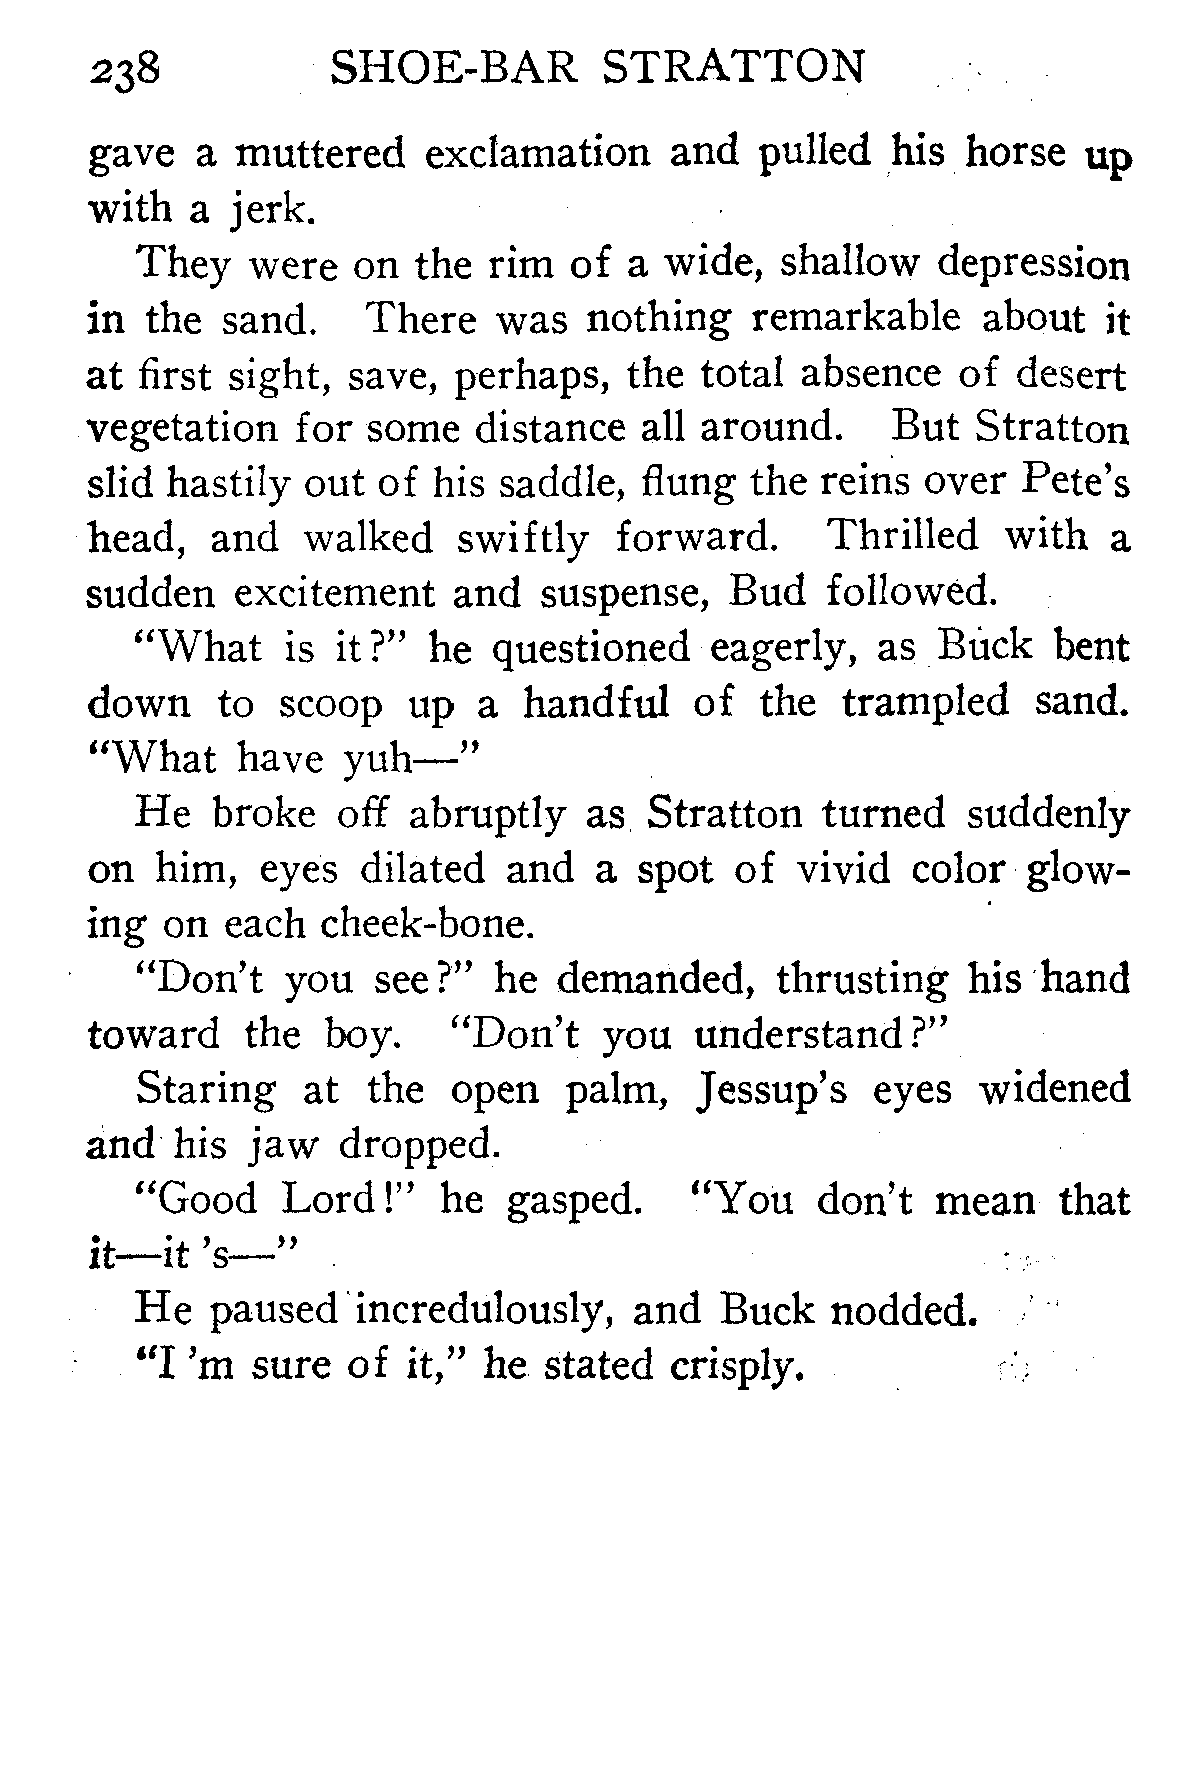 238 SHOE-BAR STRATTON
gave a muttered exclamation and pulled his horse up
with a jerk.
They were on the rim of a wide, shallow depression
in the sand. There was nothing remarkable about it
at first sight, save, perhaps, the total absence of desert
vegetation for some distance all around. But Stratton
slid hastily out of his saddle, flung the reins over Pete's
head, and walked swiftly forward. Thrilled with a
sudden excitement and suspense, Bud followed.
"What is it?" he questioned eagerly, as Buck bent
down to scoop up a handful of the trampled sand.
"What have yuh—"
He broke off abruptly as Stratton turned suddenly
on him, eyes dilated and a spot of vivid color glow-
ing on each cheek-bone.
"Don't you see?" he demanded, thrusting his hand
toward the boy. "Don't you understand?"
Staring at the open palm, Jessup's eyes widened
and his jaw dropped.
"Good Lord!" he gasped. "You don't mean that
it—it 's—"
He paused incredulously, and Buck nodded.
"I 'm sure of it," he stated crisply.